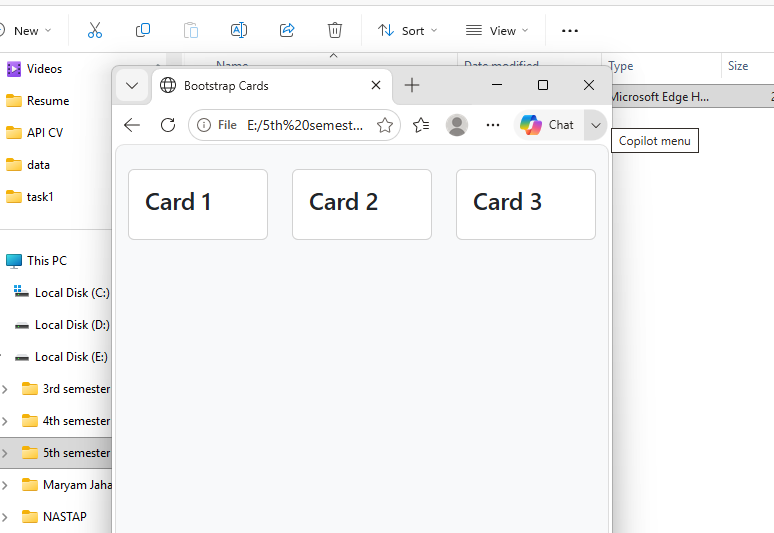 New
Sort
View
Name
Date modified
Type
Size
Videos
Resume
API CV
data
task1
This PC
Local Disk (C:)
Local Disk (D:)
Local Disk (E:)
3rd semester
4th semester
5th semester
Maryam Jaha
NASTAP
Microsoft Edge H...
Bootstrap Cards
File E:/5th%20semest...
Chat
Copilot menu
Card 1
Card 2
Card 3